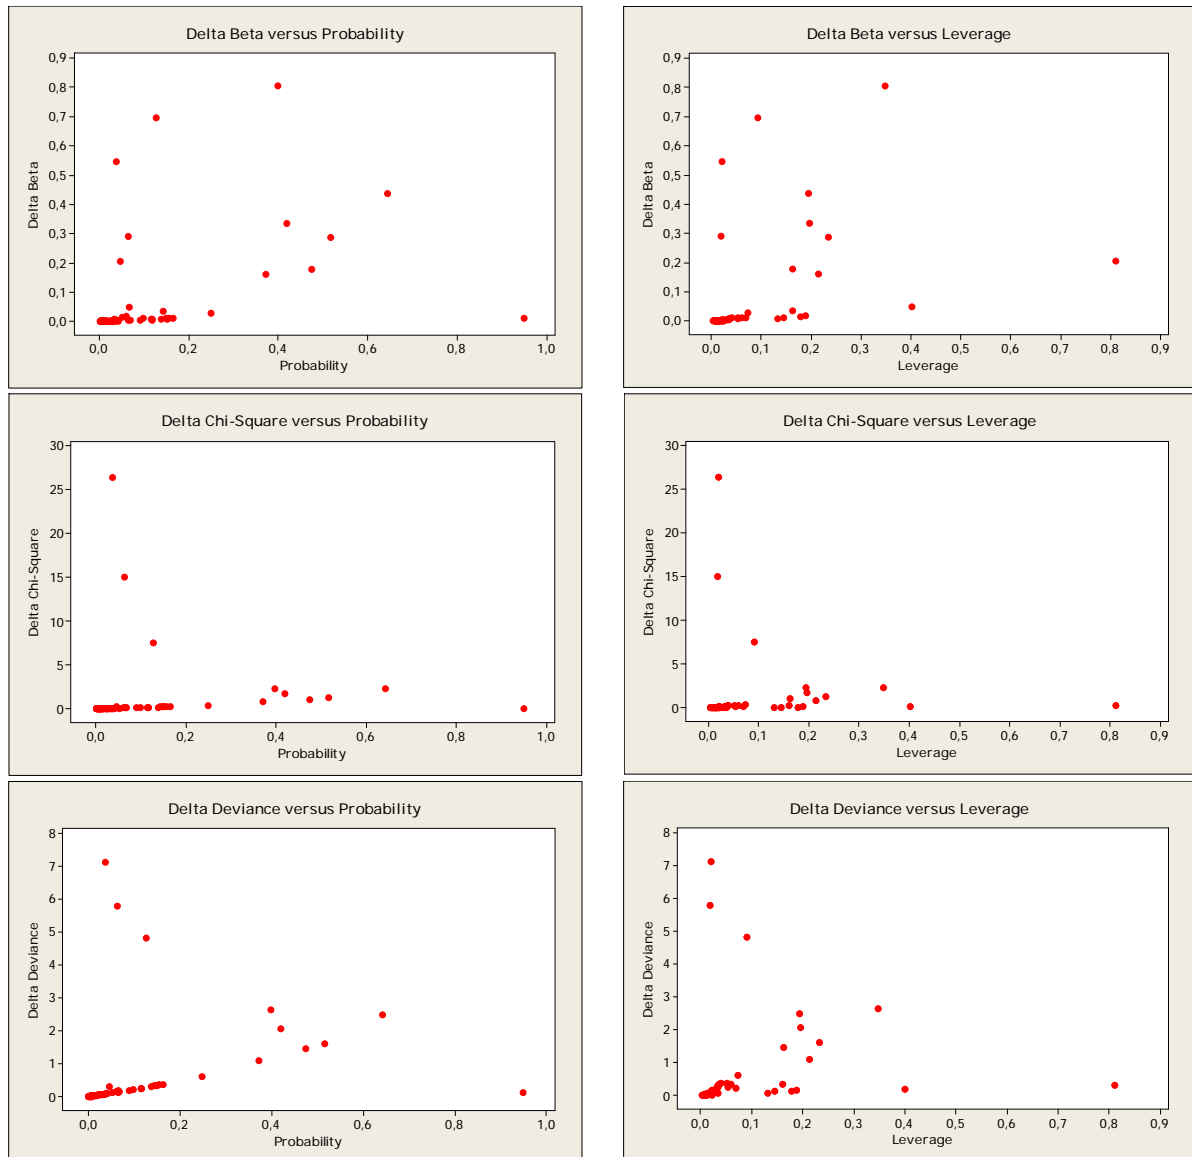 Delta Beta versus Probability
0,9
0,8
0,7
0,6
0,5
0,4
0,3
0,2
0,1
0,0
Delta Beta
0,0 0,2 0,4 0,6 0,8 1,0
Probability
Delta Beta versus Leverage
0,9
0,8
0,7
0,6
0,5
0,4
0,3
0,2
0,1
0,0
Delta Beta
0,0 0,1 0,2 0,3 0,4 0,5 0,6 0,7 0,8 0,9
Leverage
Delta Chi-Square versus Probability
30
25
20
15
10
5
0
Delta Chi-Square
0,0 0,2 0,4 0,6 0,8 1,0
Probability
Delta Chi-Square versus Leverage
30
25
20
15
10
5
0
Delta Chi-Square
0,0 0,1 0,2 0,3 0,4 0,5 0,6 0,7 0,8 0,9
Leverage
Delta Deviance versus Probability
8
7
6
5
4
3
2
1
0
Delta Deviance
0,0 0,2 0,4 0,6 0,8 1,0
Probability
Delta Deviance versus Leverage
8
7
6
5
4
3
2
1
0
Delta Deviance
0,0 0,1 0,2 0,3 0,4 0,5 0,6 0,7 0,8 0,9
Leverage